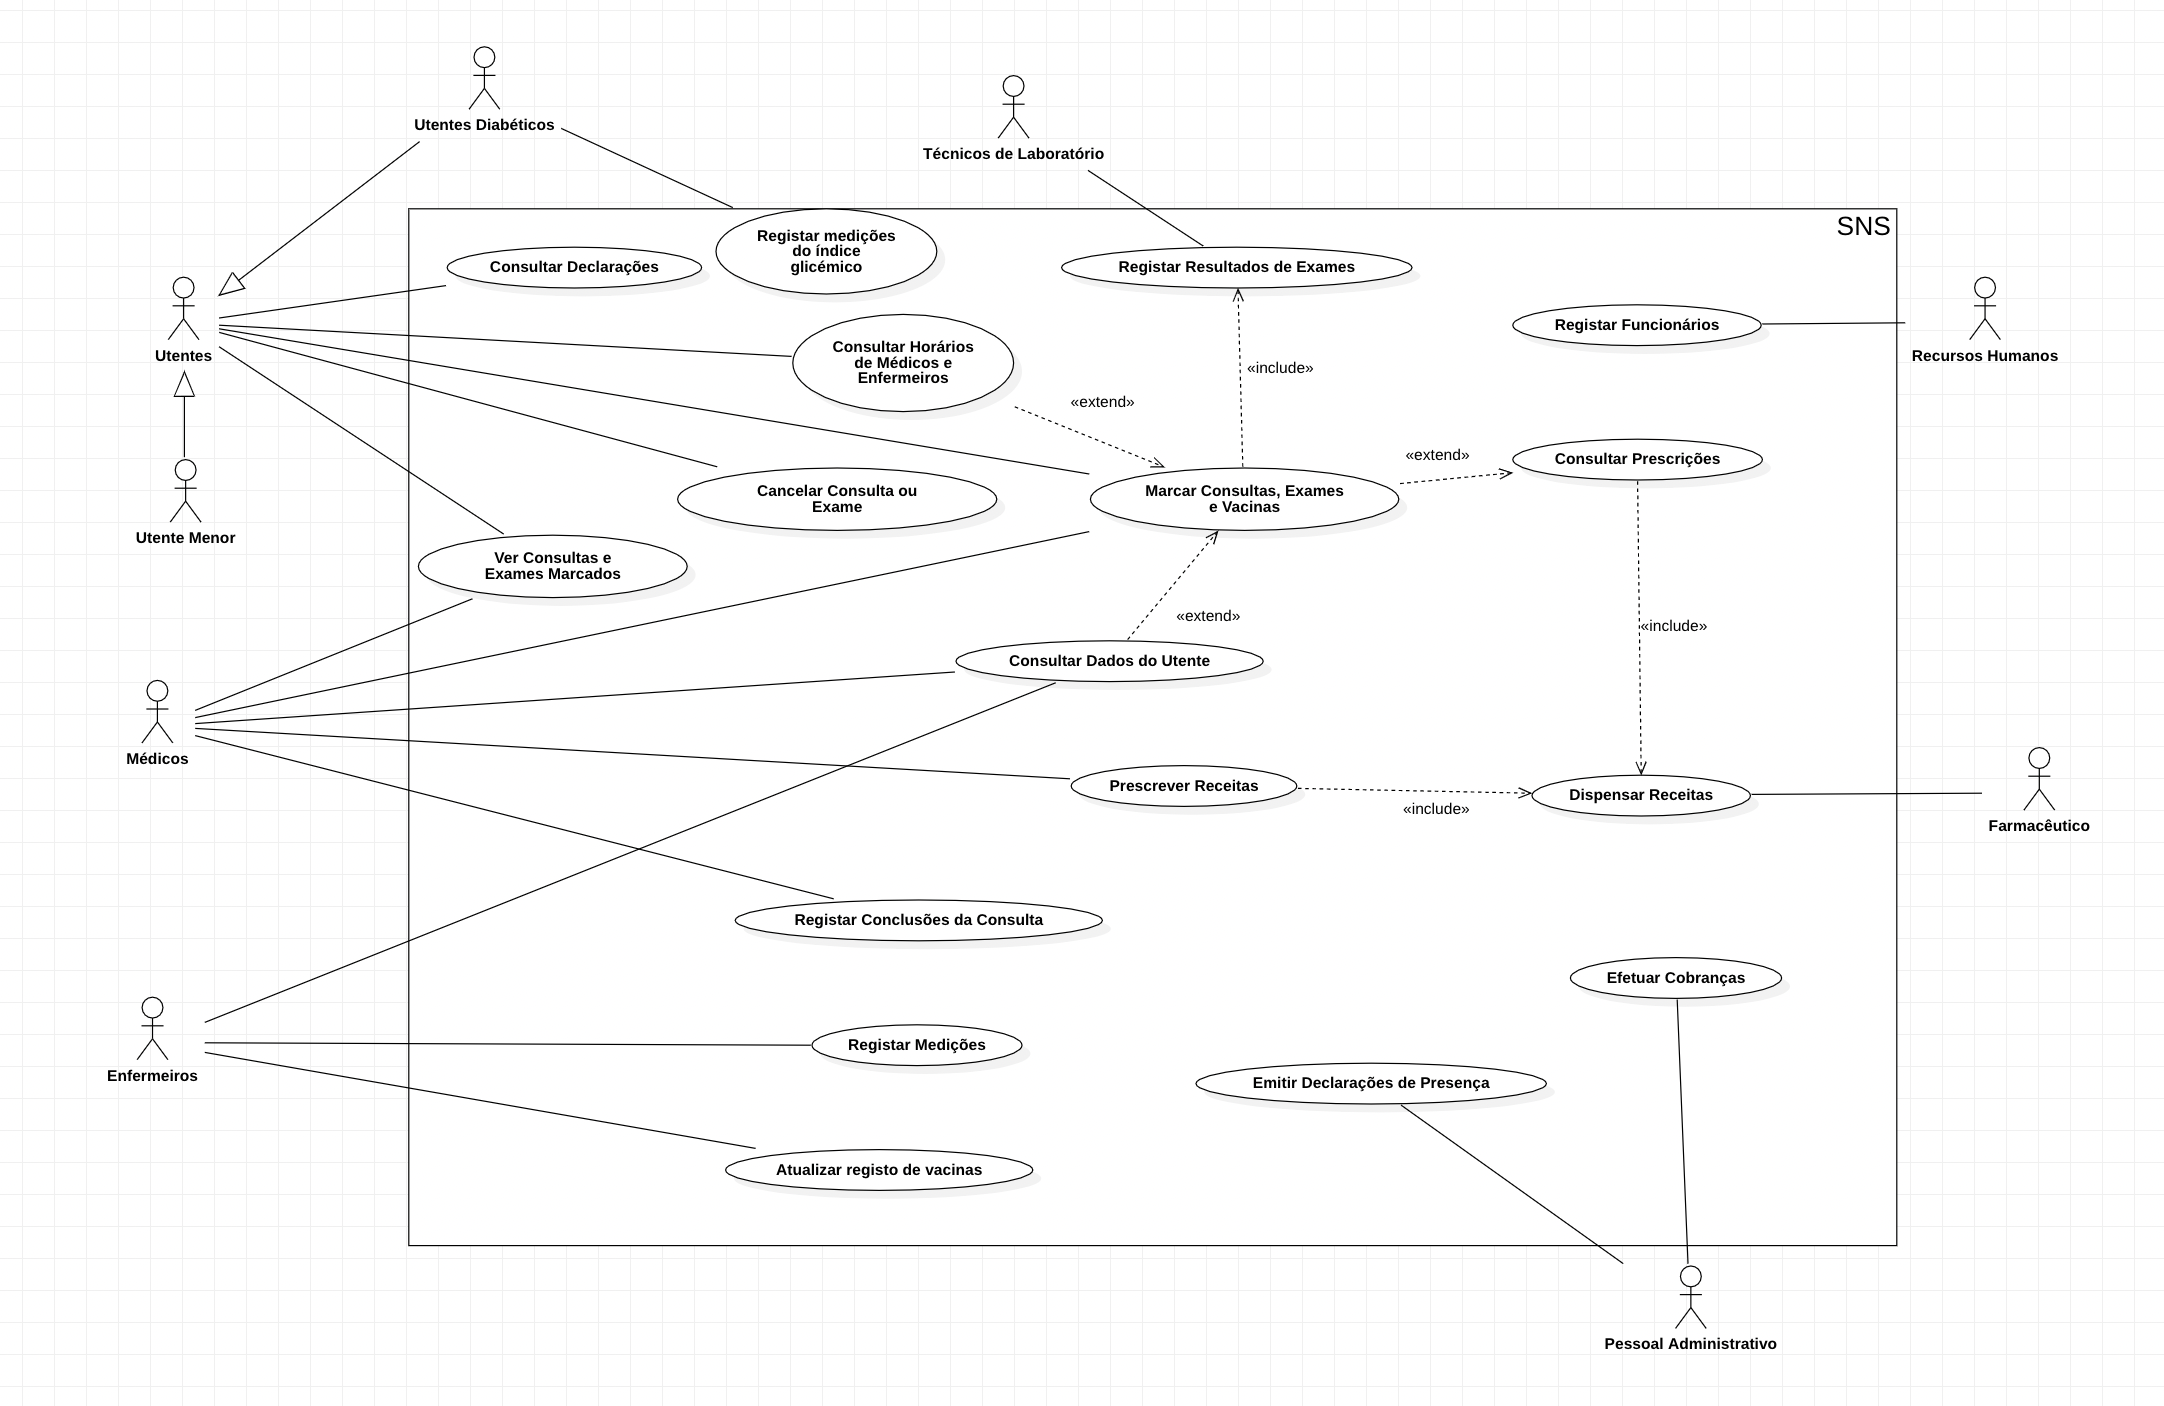 Utentes Diabéticos
Técnicos de Laboratório
SNS
Registar medições
do índice
glicémico
Consultar Declarações
Registar Resultados de Exames
Registar Funcionários
Utentes
Recursos Humanos
Consultar Horários
de Médicos e
Enfermeiros
«include»
«extend»
«extend»
Consultar Prescrições
Cancelar Consulta ou
Exame
Marcar Consultas, Exames
e Vacinas
Utente Menor
Ver Consultas e
Exames Marcados
«extend»
«include»
Consultar Dados do Utente
Médicos
Prescrever Receitas
«include»
Dispensar Receitas
Farmacêutico
Registar Conclusões da Consulta
Efetuar Cobranças
Registar Medições
Enfermeiros
Emitir Declarações de Presença
Atualizar registo de vacinas
Pessoal Administrativo